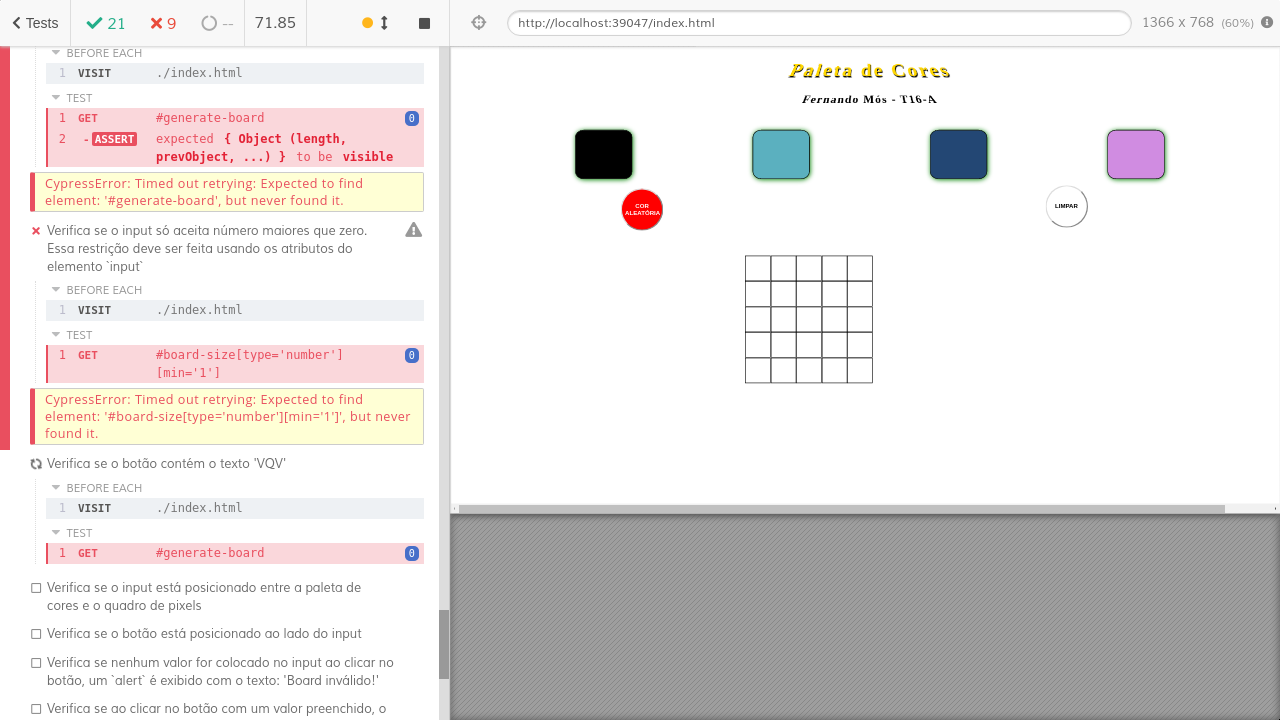 Tests 21 9 -- 71.85
http://localhost:39047/index.html 1366 x 768 (60%)
BEFORE EACH
1 VISIT ./index.html
TEST
1 GET #generate-board 0
2 -ASSERT expected { Object (length,
prevObject, ...) } to be visible
CypressError: Timed out retrying: Expected to find
element: '#generate-board', but never found it.
Verifica se o input só aceita número maiores que zero.
Essa restrição deve ser feita usando os atributos do
elemento `input`
BEFORE EACH
1 VISIT ./index.html
TEST
1 GET #board-size[type='number'] 0
[min='1']
CypressError: Timed out retrying: Expected to find
element: '#board-size[type='number'][min='1']', but never
found it.
Verifica se o botão contém o texto 'VQV'
BEFORE EACH
1 VISIT ./index.html
TEST
1 GET #generate-board 0
Verifica se o input está posicionado entre a paleta de
cores e o quadro de pixels
Verifica se o botão está posicionado ao lado do input
Verifica se nenhum valor for colocado no input ao clicar no
botão, um `alert` é exibido com o texto: 'Board inválido!'
Verifica se ao clicar no botão com um valor preenchido, o
Paleta de Cores
Fernando Mós - T16-A
COR
ALEATÓRIA
LIMPAR